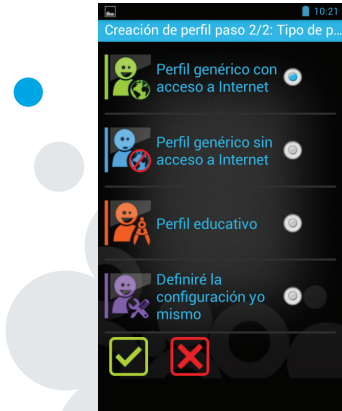 10:21
Creación de perfil paso 2/2: Tipo de p...
Perfil genérico con
acceso a Internet
Perfil genérico sin
acceso a Internet
Perfil educativo
Definiré la
configuración yo
mismo